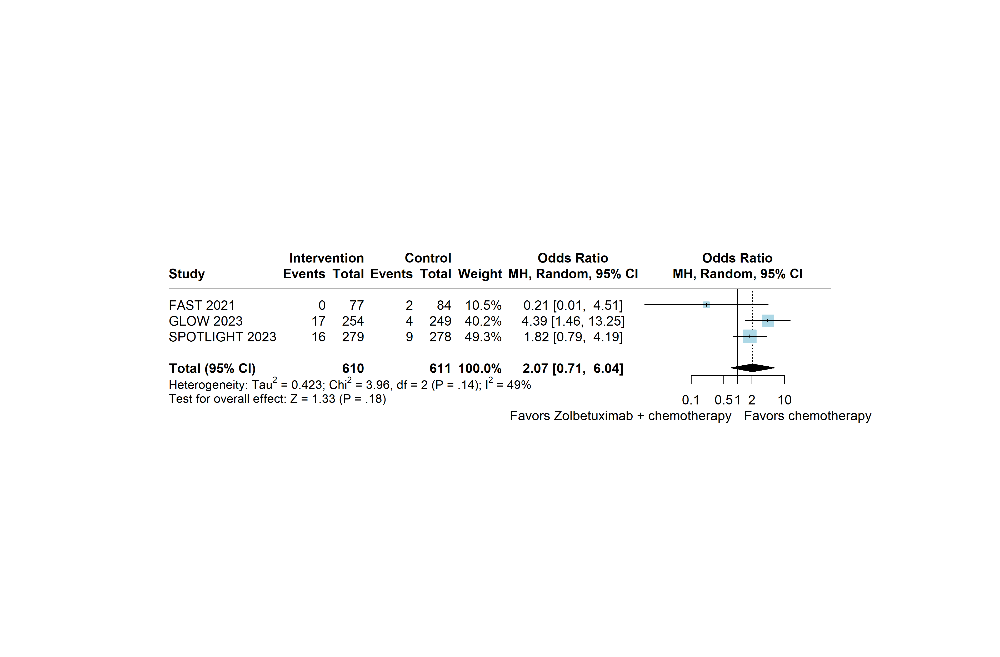 Intervention Control Odds Ratio Odds Ratio
Study Events Total Events Total Weight MH, Random, 95% CI MH, Random, 95% CI
FAST 2021 0 77 2 84 10.5% 0.21 [0.01, 4.51]
GLOW 2023 17 254 4 249 40.2% 4.39 [1.46, 13.25]
SPOTLIGHT 2023 16 279 9 278 49.3% 1.82 [0.79, 4.19]
Total (95% CI) 610 611 100.0% 2.07 [0.71, 6.04]
Heterogeneity: Tau² = 0.423; Chi² = 3.96, df = 2 (P = .14); I² = 49%
Test for overall effect: Z = 1.33 (P = .18)
0.1 0.5 1 2 10
Favors Zolbetuximab + chemotherapy Favors chemotherapy